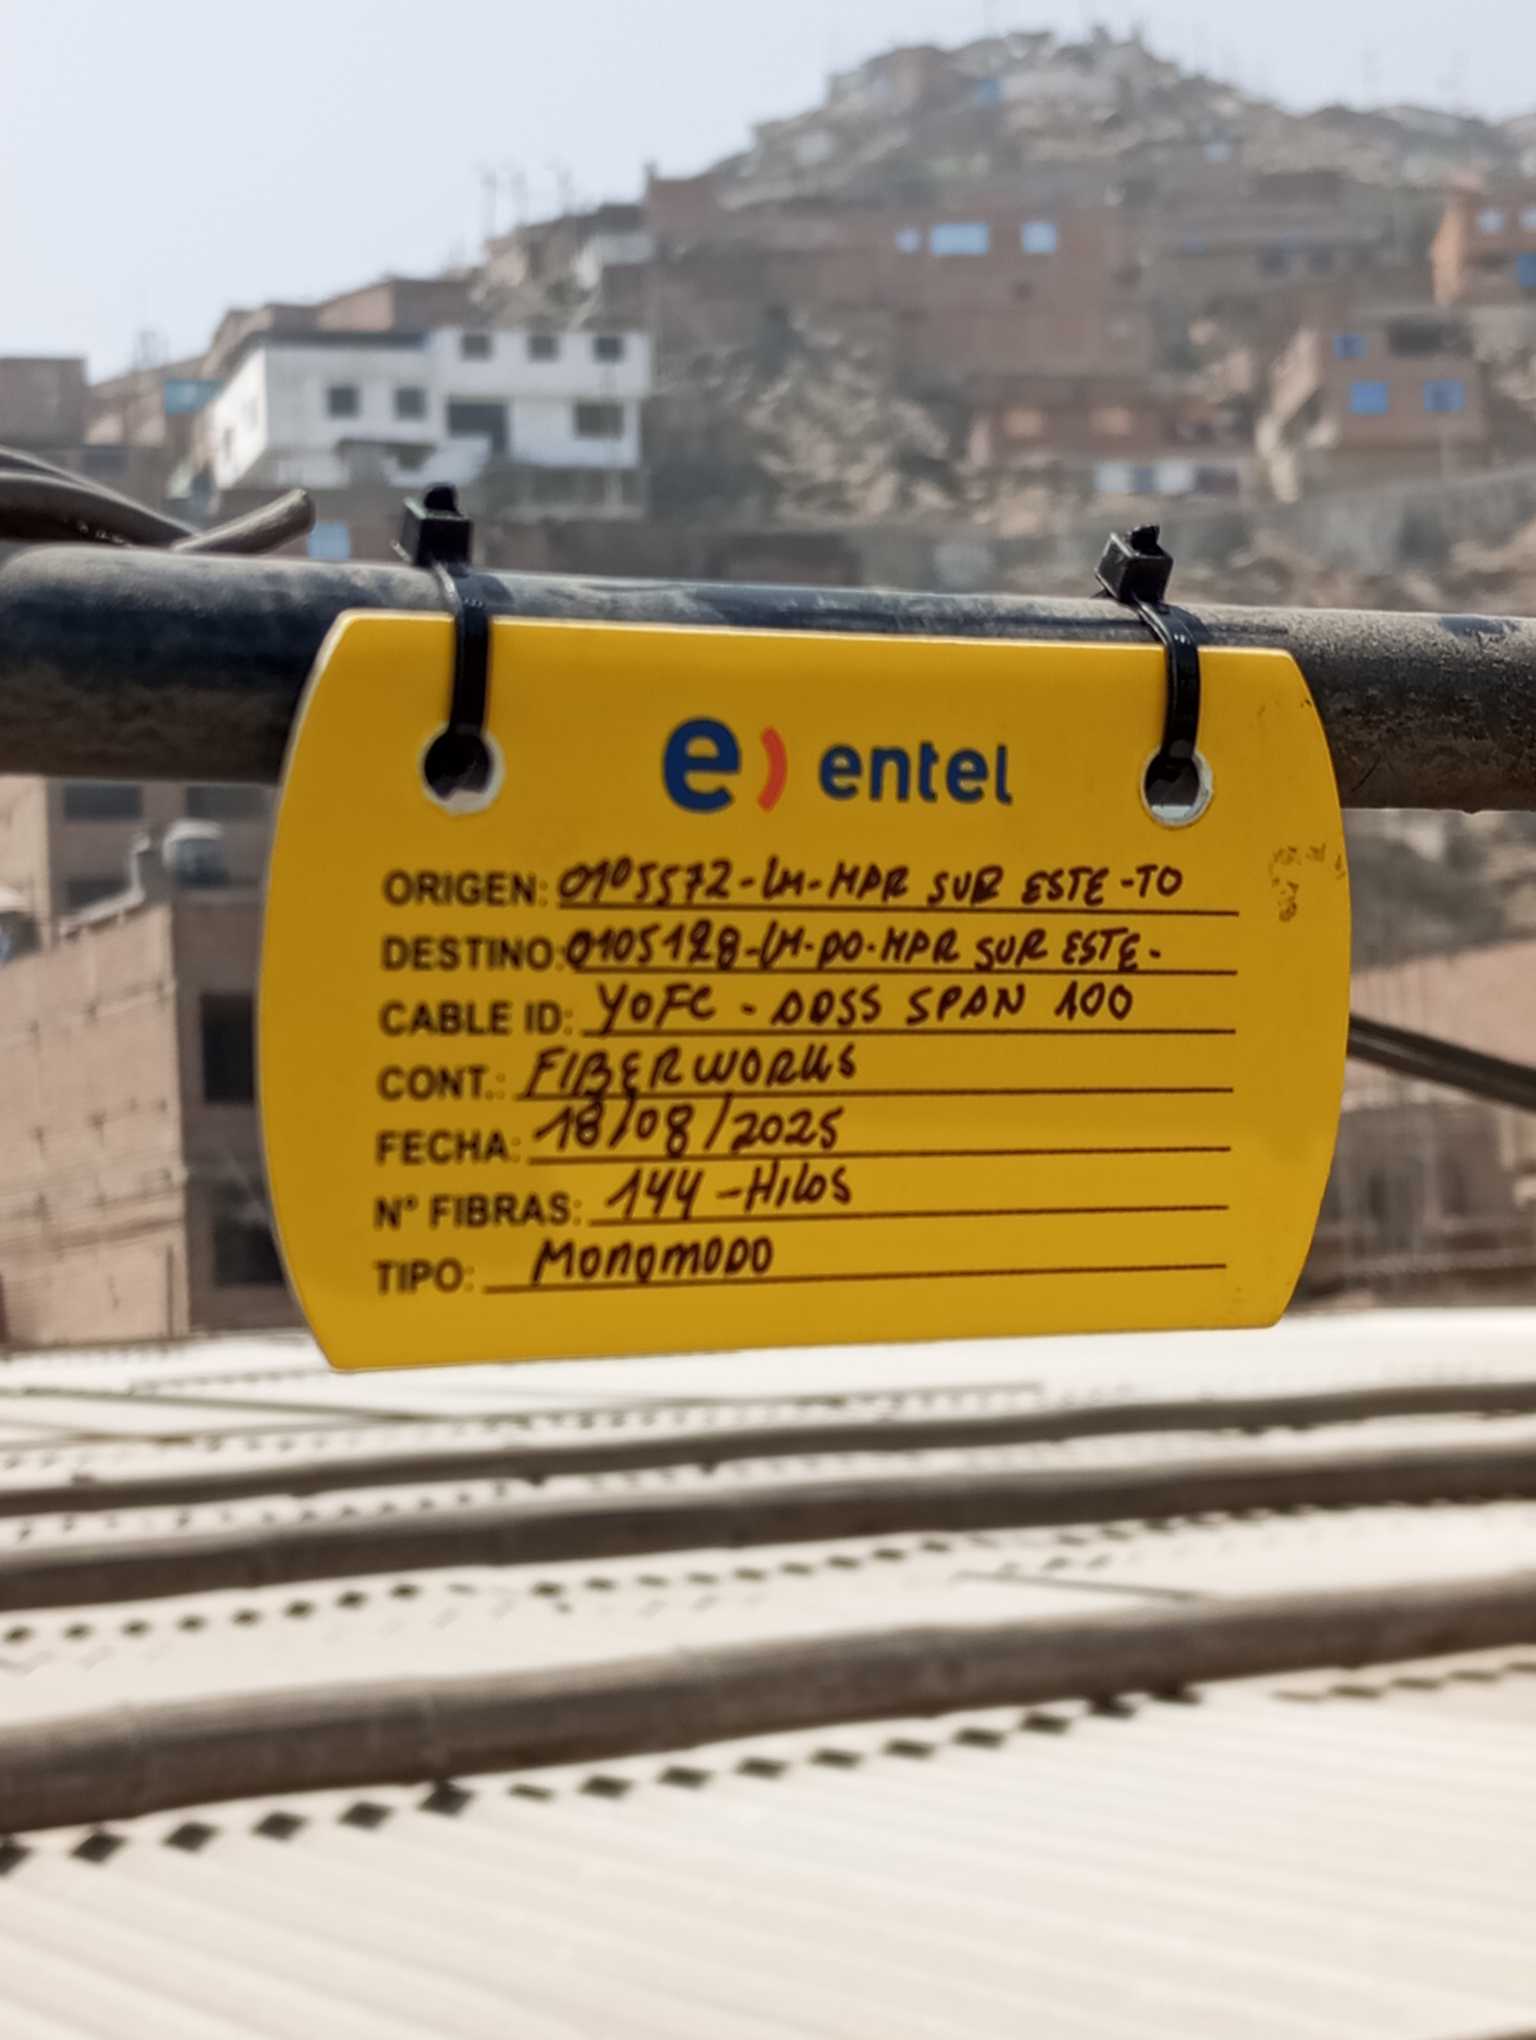 e) entel
ORIGEN: 0105572-LM-MPR SUR ESTE -TO
DESTINO: 0105128-LM-DO-MPR SUR ESTE-
CABLE ID: YOFC - ADSS SPAN 100
CONT.: FIBERWORKS
FECHA: 18/08/2025
N° FIBRAS: 144 -Hilos
TIPO: MONOMODO